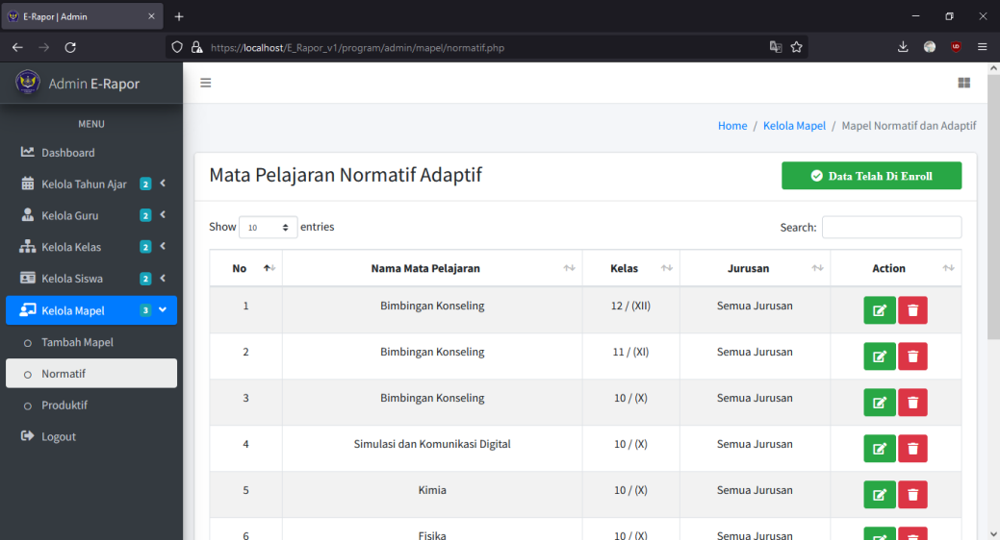 E-Rapor | Admin
https://localhost/E_Rapor_v1/program/admin/mapel/normatif.php
Admin E-Rapor
MENU
Dashboard
Kelola Tahun Ajar 2
Kelola Guru 2
Kelola Kelas 2
Kelola Siswa 2
Kelola Mapel 3
Tambah Mapel
Normatif
Produktif
Logout
Home / Kelola Mapel / Mapel Normatif dan Adaptif
Mata Pelajaran Normatif Adaptif
Data Telah Di Enroll
Show 10 entries
Search:
No Nama Mata Pelajaran Kelas Jurusan Action
1 Bimbingan Konseling 12 / (XII) Semua Jurusan
2 Bimbingan Konseling 11 / (XI) Semua Jurusan
3 Bimbingan Konseling 10 / (X) Semua Jurusan
4 Simulasi dan Komunikasi Digital 10 / (X) Semua Jurusan
5 Kimia 10 / (X) Semua Jurusan
6 Fisika 10 / (X) Semua Jurusan